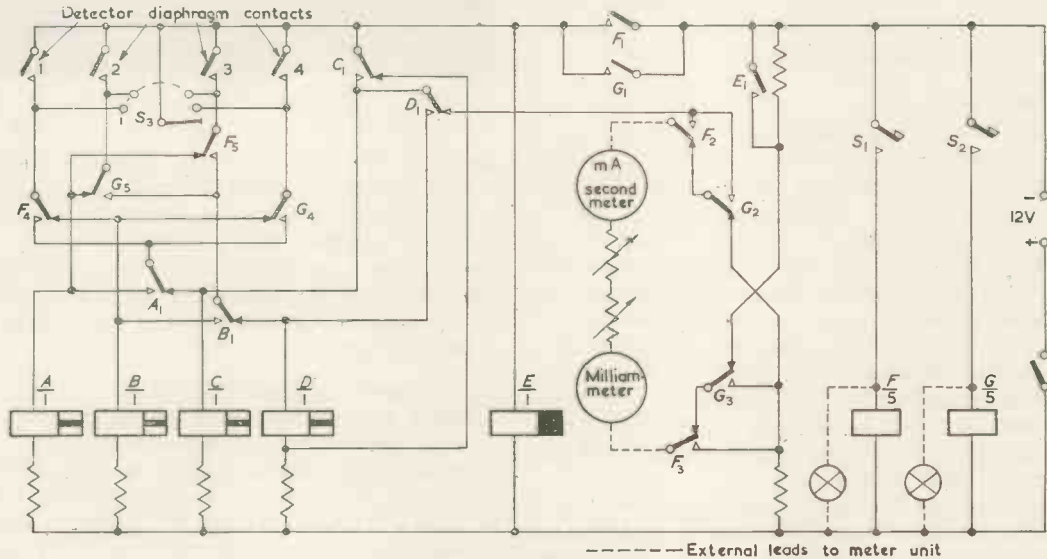 Detector diaphragm contacts
1
2
3
4
C1
D1
F1
G1
E1
S3
F5
G5
F4
G4
F2
mA
second
meter
G2
S1
S2
−
12V
+
A1
B1
A
1
B
1
C
1
D
1
E
1
Milliam-
meter
G3
F3
F
5
G
5
External leads to meter unit